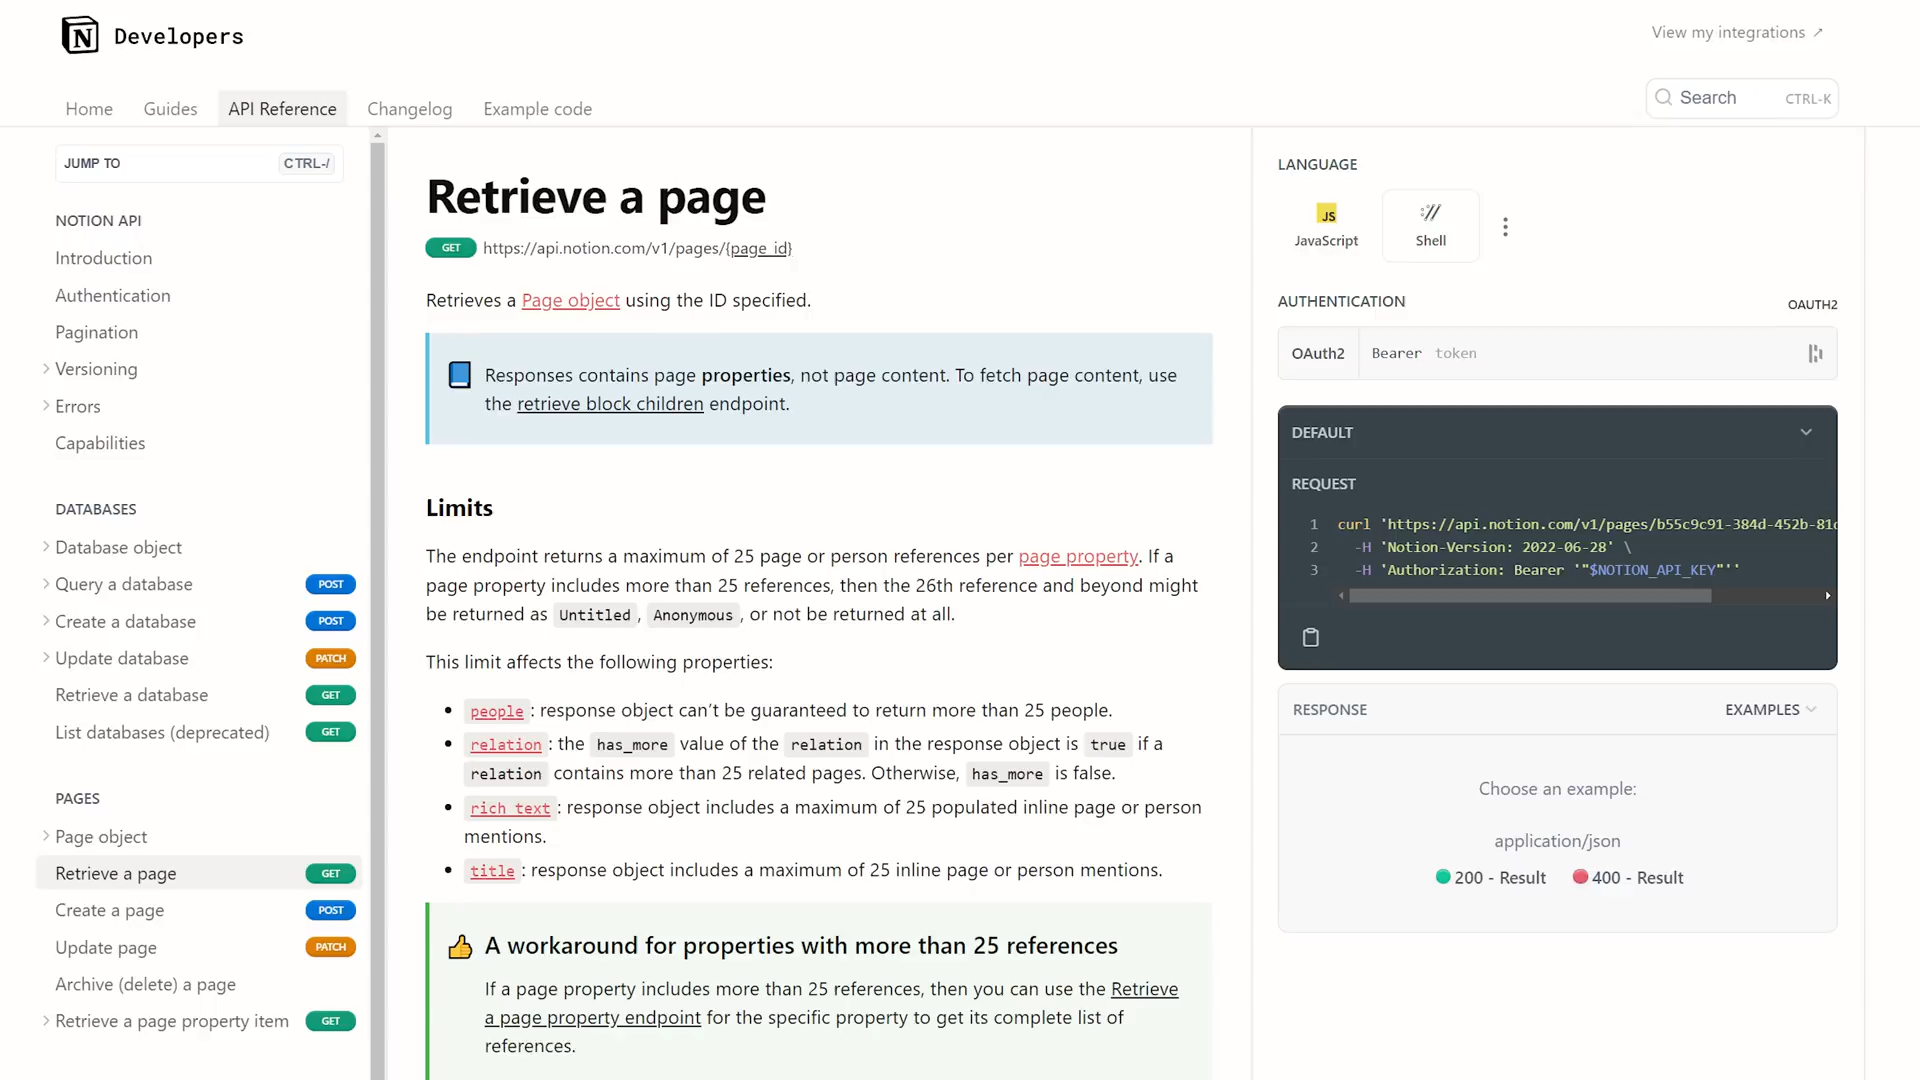 Developers
View my integrations ↗
Home
Guides
API Reference
Changelog
Example code
Search CTRL-K
JUMP TO CTRL-/
NOTION API
Introduction
Authentication
Pagination
Versioning
Errors
Capabilities
DATABASES
Database object
Query a database POST
Create a database POST
Update database PATCH
Retrieve a database GET
List databases (deprecated) GET
PAGES
Page object
Retrieve a page GET
Create a page POST
Update page PATCH
Archive (delete) a page
Retrieve a page property item GET
Retrieve a page
GET https://api.notion.com/v1/pages/{page_id}
Retrieves a Page object using the ID specified.
Responses contains page properties, not page content. To fetch page content, use
the retrieve block children endpoint.
Limits
The endpoint returns a maximum of 25 page or person references per page property. If a
page property includes more than 25 references, then the 26th reference and beyond might
be returned as Untitled, Anonymous, or not be returned at all.
This limit affects the following properties:
• people: response object can’t be guaranteed to return more than 25 people.
• relation: the has_more value of the relation in the response object is true if a
relation contains more than 25 related pages. Otherwise, has_more is false.
• rich text: response object includes a maximum of 25 populated inline page or person
mentions.
• title: response object includes a maximum of 25 inline page or person mentions.
A workaround for properties with more than 25 references
If a page property includes more than 25 references, then you can use the Retrieve
a page property endpoint for the specific property to get its complete list of
references.
LANGUAGE
JS
JavaScript
Shell
AUTHENTICATION
OAUTH2
OAuth2 Bearer token
DEFAULT
REQUEST
1 curl 'https://api.notion.com/v1/pages/b55c9c91-384d-452b-81
2 -H 'Notion-Version: 2022-06-28' \
3 -H 'Authorization: Bearer '"$NOTION_API_KEY"''
RESPONSE
EXAMPLES
Choose an example:
application/json
200 - Result
400 - Result